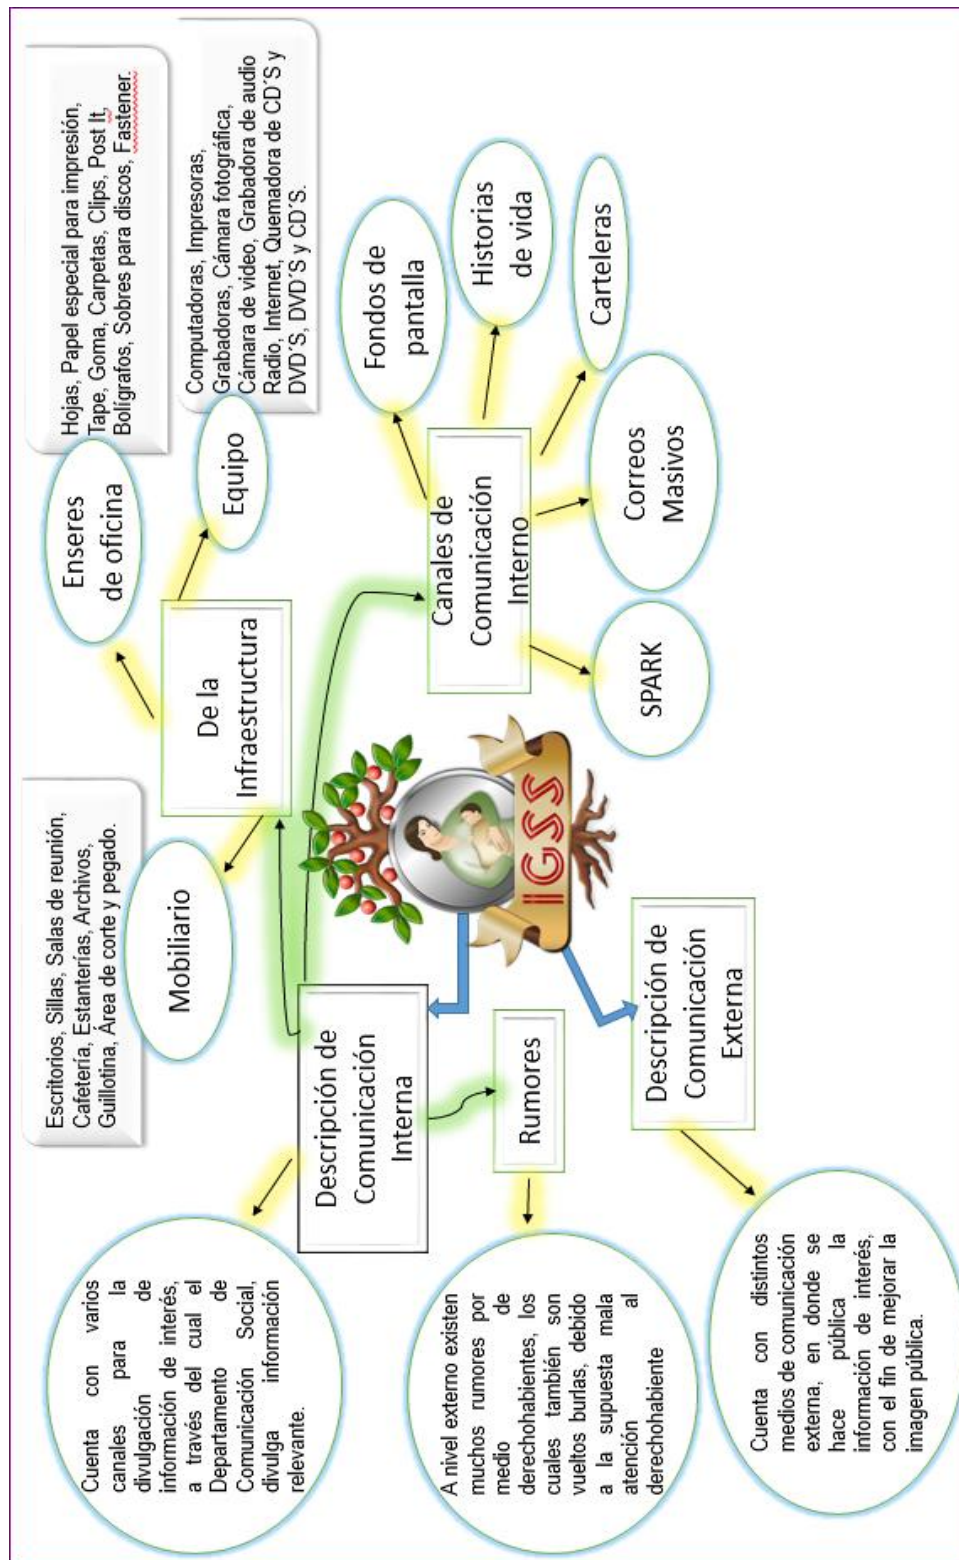 Cuenta con varios
canales para la
divulgación de
información de interés,
a través del cual el
Departamento de
Comunicación Social,
divulga información
relevante.
Descripción de
Comunicación
Interna
Escritorios, Sillas, Salas de reunión,
Cafetería, Estanterías, Archivos,
Guillotina, Área de corte y pegado.
Mobiliario
De la
Infraestructura
Enseres
de oficina
Hojas, Papel especial para impresión,
Tape, Goma, Carpetas, Clips, Post It,
Bolígrafos, Sobres para discos, Fastener.
Equipo
Computadoras, Impresoras,
Grabadoras, Cámara fotográfica,
Cámara de video, Grabadora de audio
Radio, Internet, Quemadora de CD´S y
DVD´S, DVD´S y CD´S.
Canales de
Comunicación
Interno
Fondos de
pantalla
Historias
de vida
Carteleras
Correos
Masivos
SPARK
IGSS
Rumores
A nivel externo existen
muchos rumores por
medio de
derechohabientes, los
cuales también son
vueltos burlas, debido
a la supuesta mala
atención al
derechohabiente
Descripción de
Comunicación
Externa
Cuenta con distintos
medios de comunicación
externa, en donde se
hace pública la
información de interés,
con el fin de mejorar la
imagen pública.